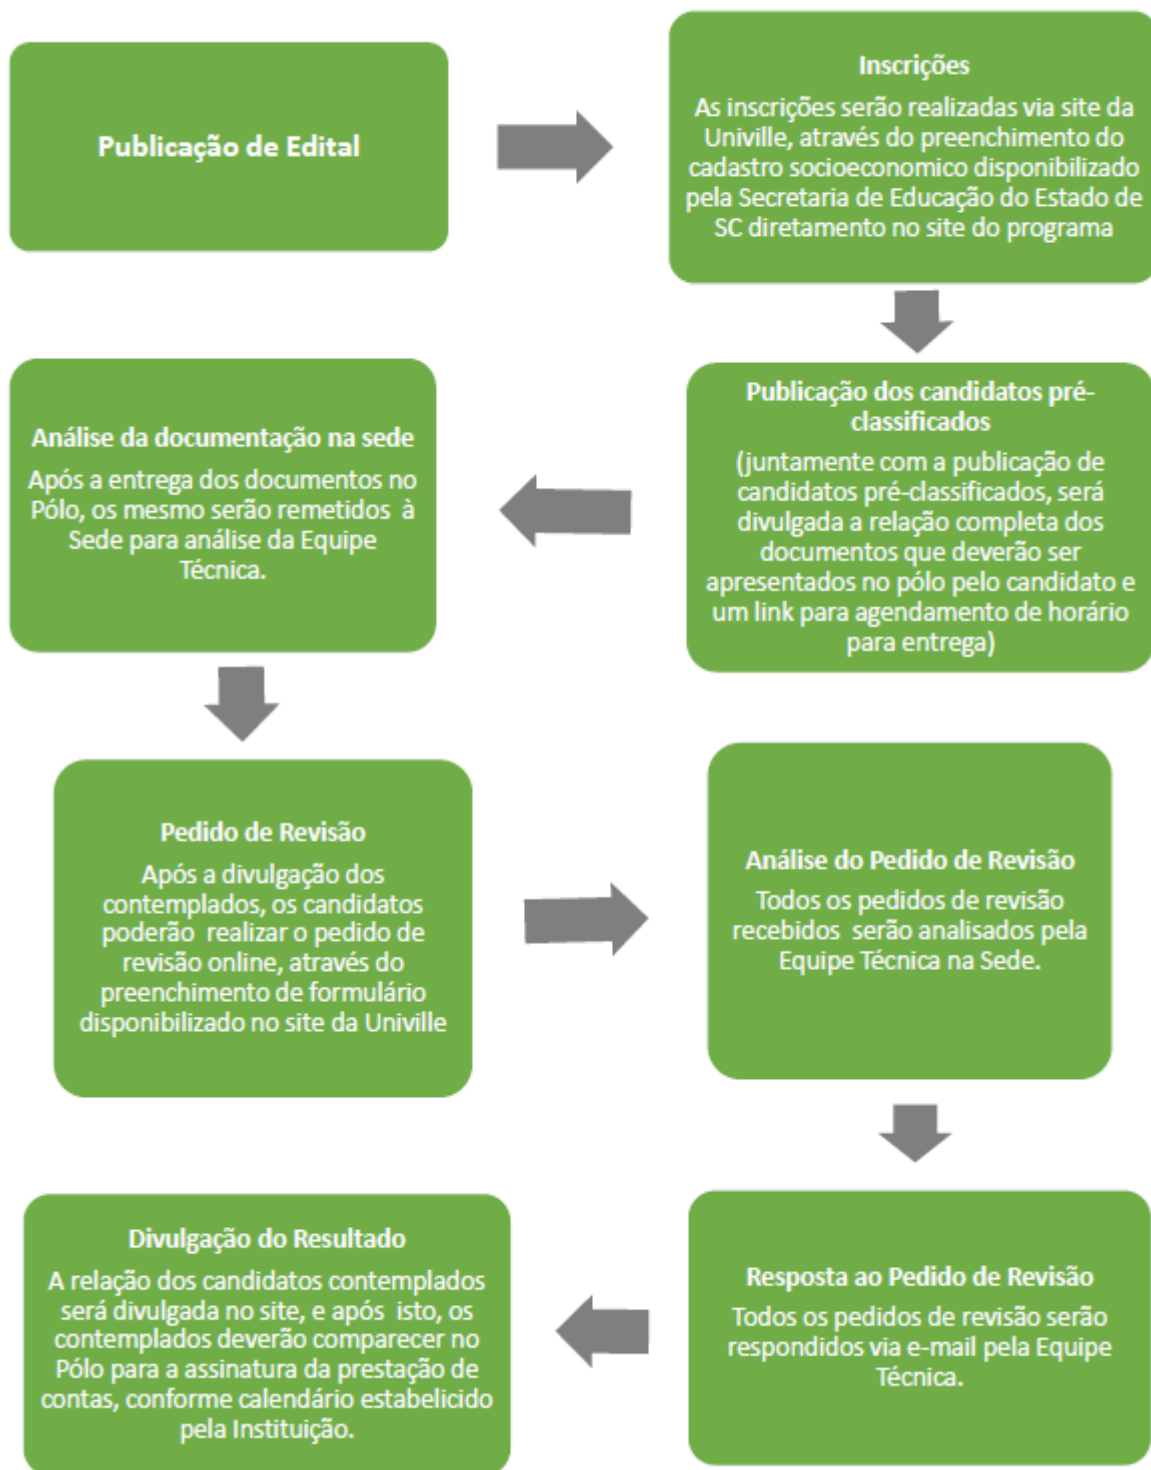 Publicação de Edital
Inscrições
As inscrições serão realizadas via site da
Univille, através do preenchimento do
cadastro socioeconomico disponibilizado
pela Secretaria de Educação do Estado de
SC diretamento no site do programa
Publicação dos candidatos pré-
classificados
(juntamente com a publicação de
candidatos pré-classificados, será
divulgada a relação completa dos
documentos que deverão ser
apresentados no pólo pelo candidato e
um link para agendamento de horário
para entrega)
Análise da documentação na sede
Após a entrega dos documentos no
Pólo, os mesmo serão remetidos à
Sede para análise da Equipe
Técnica.
Pedido de Revisão
Após a divulgação dos
contemplados, os candidatos
poderão realizar o pedido de
revisão online, através do
preenchimento de formulário
disponibilizado no site da Univille
Análise do Pedido de Revisão
Todos os pedidos de revisão
recebidos serão analisados pela
Equipe Técnica na Sede.
Resposta ao Pedido de Revisão
Todos os pedidos de revisão serão
respondidos via e-mail pela Equipe
Técnica.
Divulgação do Resultado
A relação dos candidatos contemplados
será divulgada no site, e após isto, os
contemplados deverão comparecer no
Pólo para a assinatura da prestação de
contas, conforme calendário estabelicido
pela Instituição.